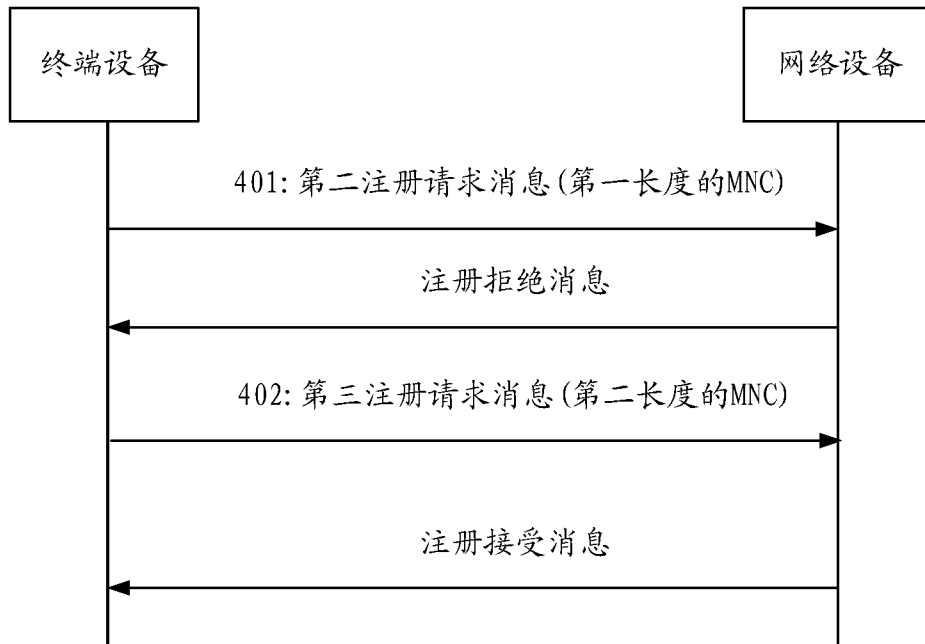 终端设备
网络设备
401:第二注册请求消息(第一长度的MNC)
注册拒绝消息
402:第三注册请求消息(第二长度的MNC)
注册接受消息